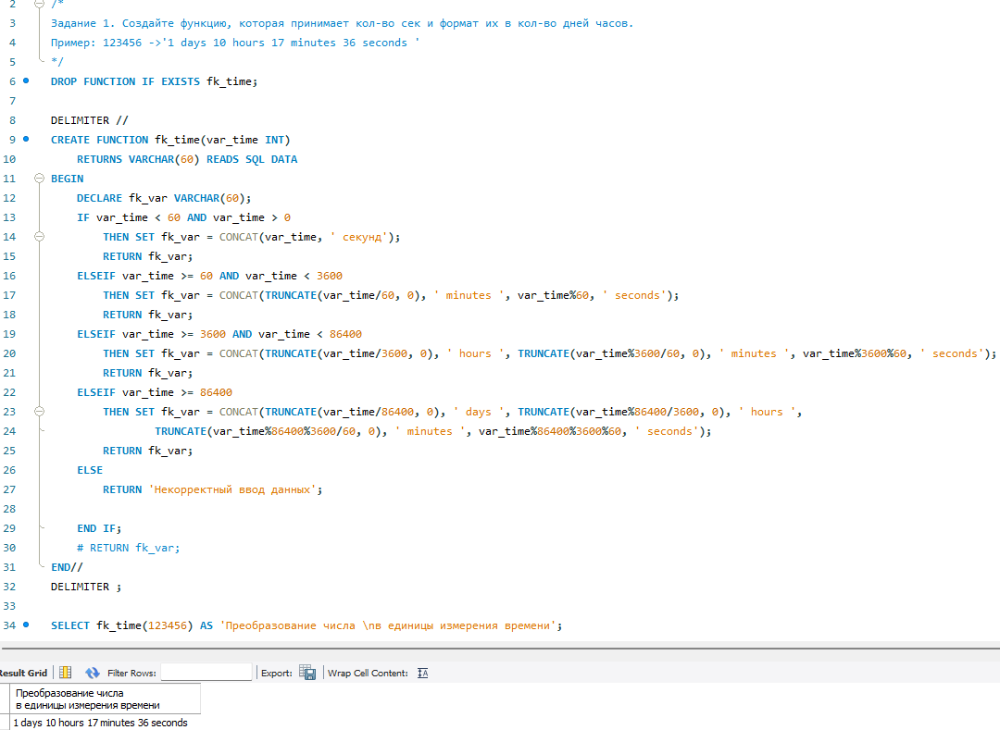 2 /*
3 Задание 1. Создайте функцию, которая принимает кол-во сек и формат их в кол-во дней часов.
4 Пример: 123456 ->'1 days 10 hours 17 minutes 36 seconds '
5 */
6 DROP FUNCTION IF EXISTS fk_time;
7
8 DELIMITER //
9 CREATE FUNCTION fk_time(var_time INT)
10 RETURNS VARCHAR(60) READS SQL DATA
11 BEGIN
12 DECLARE fk_var VARCHAR(60);
13 IF var_time < 60 AND var_time > 0
14 THEN SET fk_var = CONCAT(var_time, ' секунд');
15 RETURN fk_var;
16 ELSEIF var_time >= 60 AND var_time < 3600
17 THEN SET fk_var = CONCAT(TRUNCATE(var_time/60, 0), ' minutes ', var_time%60, ' seconds');
18 RETURN fk_var;
19 ELSEIF var_time >= 3600 AND var_time < 86400
20 THEN SET fk_var = CONCAT(TRUNCATE(var_time/3600, 0), ' hours ', TRUNCATE(var_time%3600/60, 0), ' minutes ', var_time%3600%60, ' seconds');
21 RETURN fk_var;
22 ELSEIF var_time >= 86400
23 THEN SET fk_var = CONCAT(TRUNCATE(var_time/86400, 0), ' days ', TRUNCATE(var_time%86400/3600, 0), ' hours ',
24 TRUNCATE(var_time%86400%3600/60, 0), ' minutes ', var_time%86400%3600%60, ' seconds');
25 RETURN fk_var;
26 ELSE
27 RETURN 'Некорректный ввод данных';
28
29 END IF;
30 # RETURN fk_var;
31 END//
32 DELIMITER ;
33
34 SELECT fk_time(123456) AS 'Преобразование числа \nв единицы измерения времени';
Result Grid Filter Rows: Export: Wrap Cell Content:
Преобразование числа
в единицы измерения времени
1 days 10 hours 17 minutes 36 seconds